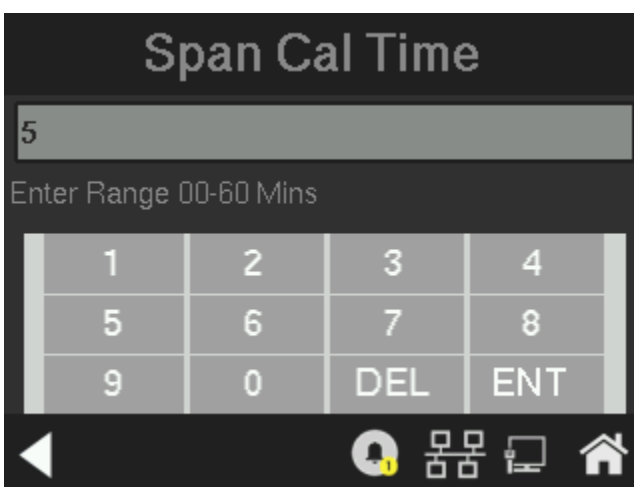 Span Cal Time
5
Enter Range 00-60 Mins
1 2 3 4
5 6 7 8
9 0 DEL ENT
1